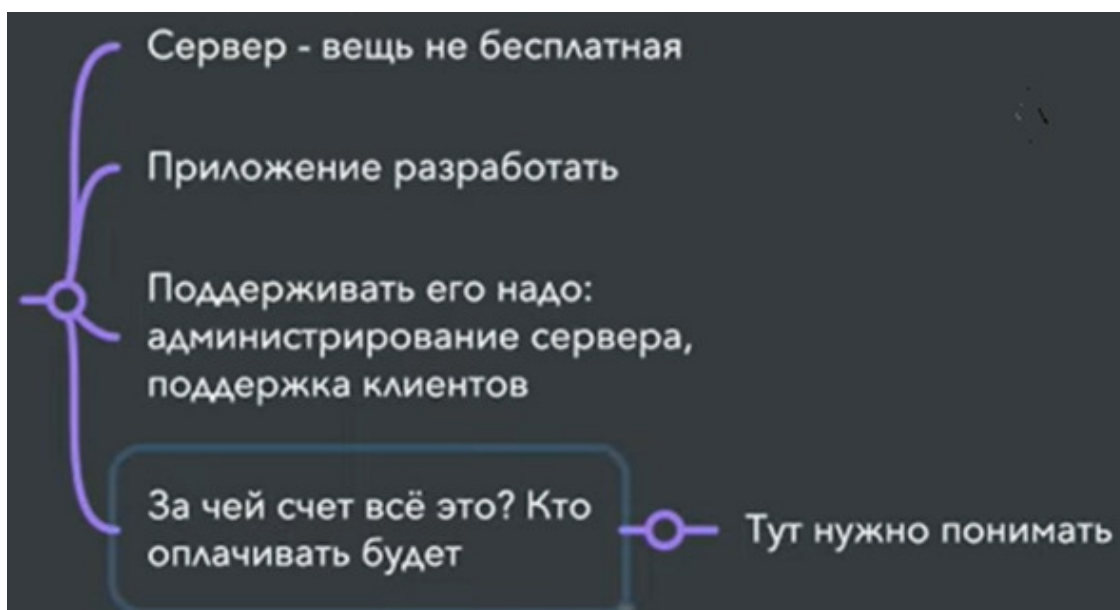 Сервер - вещь не бесплатная
Приложение разработать
Поддерживать его надо:
администрирование сервера,
поддержка клиентов
За чей счет всё это? Кто
оплачивать будет
Тут нужно понимать